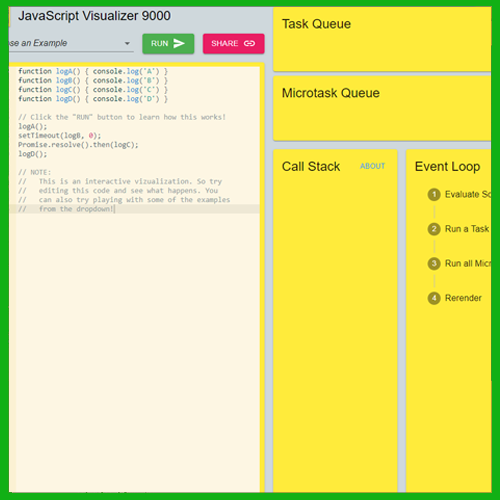 JavaScript Visualizer 9000
ose an Example
RUN
SHARE
function logA() { console.log('A') }
function logB() { console.log('B') }
function logC() { console.log('C') }
function logD() { console.log('D') }
// Click the "RUN" button to learn how this works!
logA();
setTimeout(logB, 0);
Promise.resolve().then(logC);
logD();
// NOTE:
// This is an interactive vizualization. So try
// editing this code and see what happens. You
// can also try playing with some of the examples
// from the dropdown!
Task Queue
Microtask Queue
Call Stack
ABOUT
Event Loop
1 Evaluate Sc
2 Run a Task
3 Run all Micr
4 Rerender